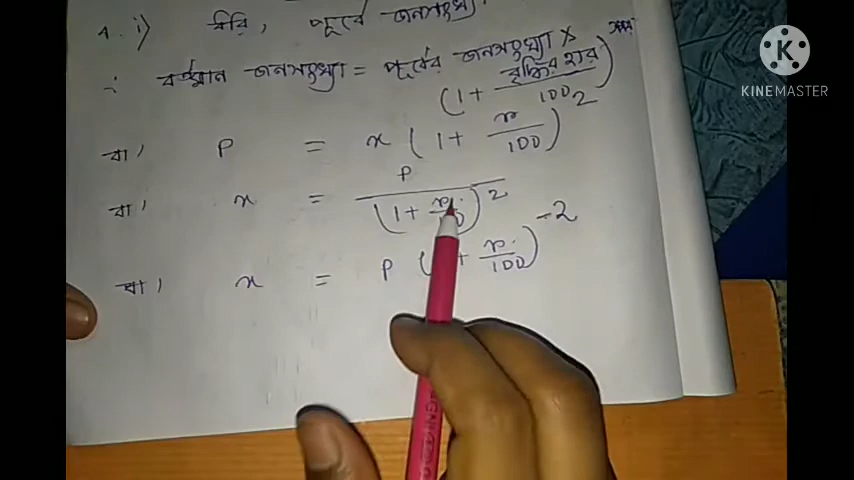 1. i) ধরি, পূর্বে জনসংখ্যা
∴ বর্তমান জনসংখ্যা = পূর্বের জনসংখ্যা × (1 + বৃদ্ধির হার/100)
বা, P = x (1 + r/100)^2
বা, x = P/(1 + r/100)^2
বা, x = P (1 + r/100)^-2
KINEMASTER